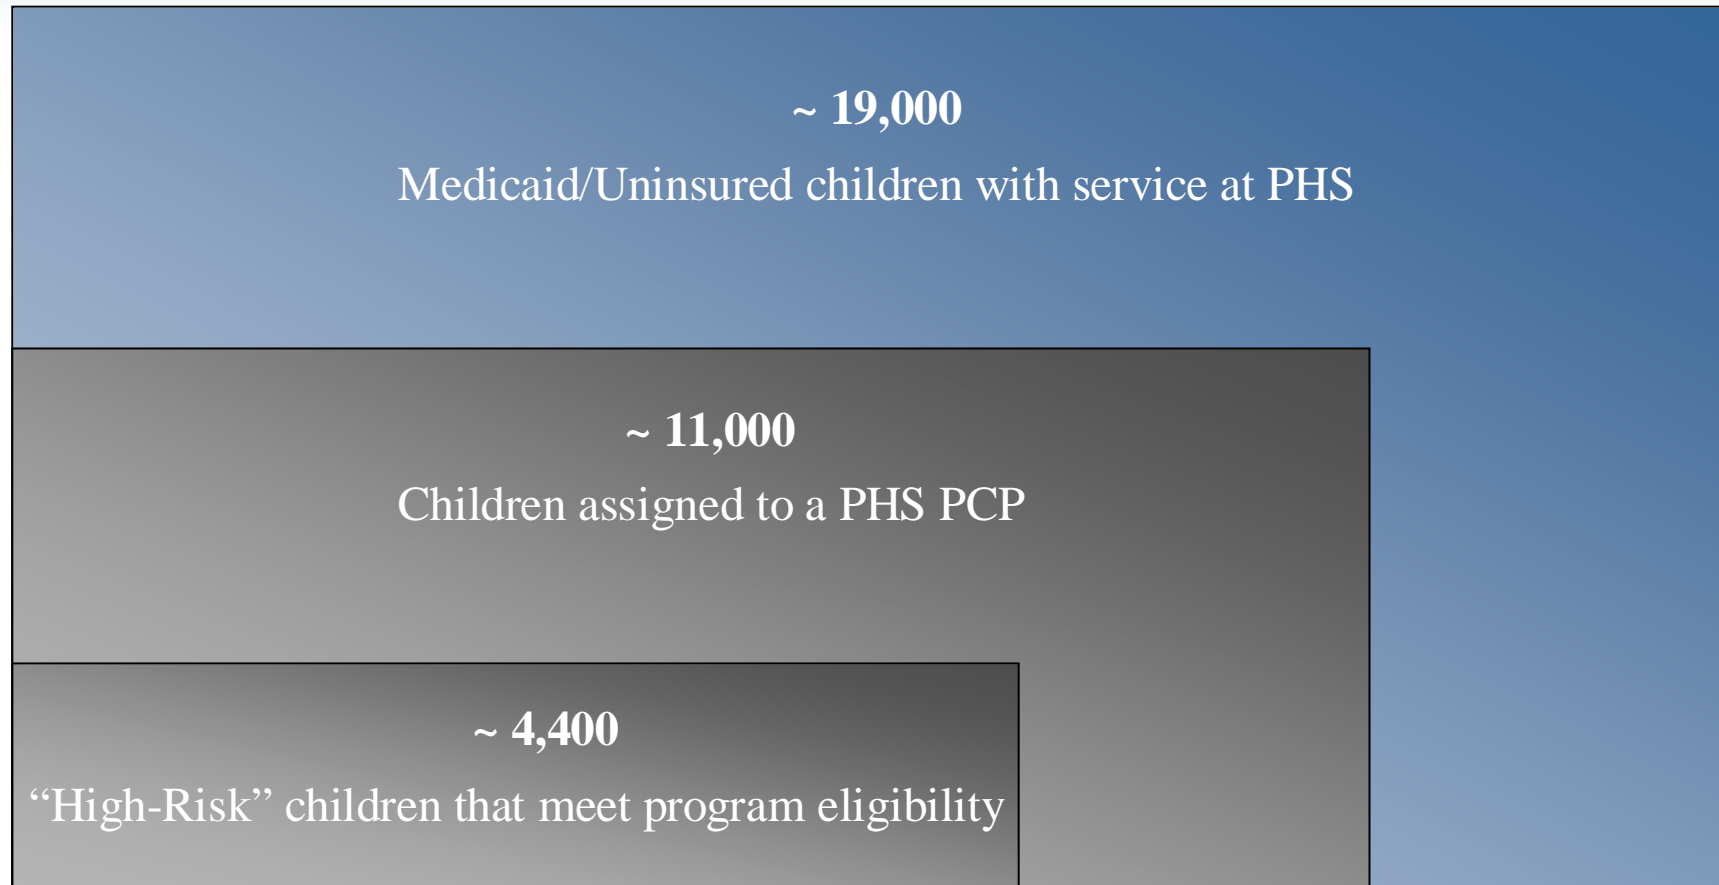 ~ 19,000
Medicaid/Uninsured children with service at PHS
~ 11,000
Children assigned to a PHS PCP
~ 4,400
“High-Risk” children that meet program eligibility